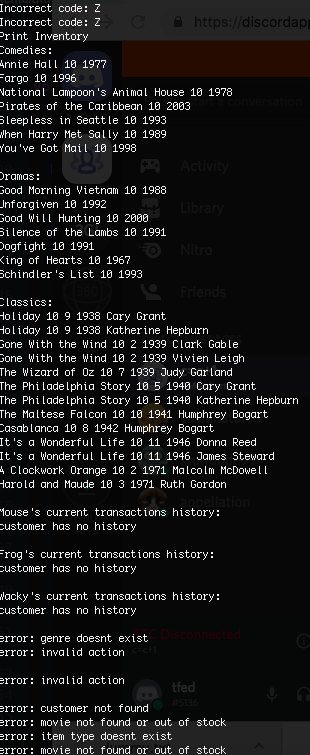 Incorrect code: Z
Incorrect code: Z
Print Inventory
Comedies:
Annie Hall 10 1977
Fargo 10 1996
National Lampoon's Animal House 10 1978
Pirates of the Caribbean 10 2003
Sleepless in Seattle 10 1993
When Harry Met Sally 10 1989
You've Got Mail 10 1998
Dramas:
Good Morning Vietnam 10 1988
Unforgiven 10 1992
Good Will Hunting 10 2000
Silence of the Lambs 10 1991
Dogfight 10 1991
King of Hearts 10 1967
Schindler's List 10 1993
Classics:
Holiday 10 9 1938 Cary Grant
Holiday 10 9 1938 Katherine Hepburn
Gone With the Wind 10 2 1939 Clark Gable
Gone With the Wind 10 2 1939 Vivien Leigh
The Wizard of Oz 10 7 1939 Judy Garland
The Philadelphia Story 10 5 1940 Cary Grant
The Philadelphia Story 10 5 1940 Katherine Hepburn
The Maltese Falcon 10 10 1941 Humphrey Bogart
Casablanca 10 8 1942 Humphrey Bogart
It's a Wonderful Life 10 11 1946 Donna Reed
It's a Wonderful Life 10 11 1946 James Steward
A Clockwork Orange 10 2 1971 Malcolm McDowell
Harold and Maude 10 3 1971 Ruth Gordon
Mouse's current transactions history:
customer has no history
Frog's current transactions history:
customer has no history
Wacky's current transactions history:
customer has no history
error: genre doesnt exist
error: invalid action
error: invalid action
error: customer not found
error: movie not found or out of stock
error: item type doesnt exist
error: movie not found or out of stock
https://discordapp
start a conversation
Activity
Library
Nitro
Friends
appellation
Disconnected
tfed